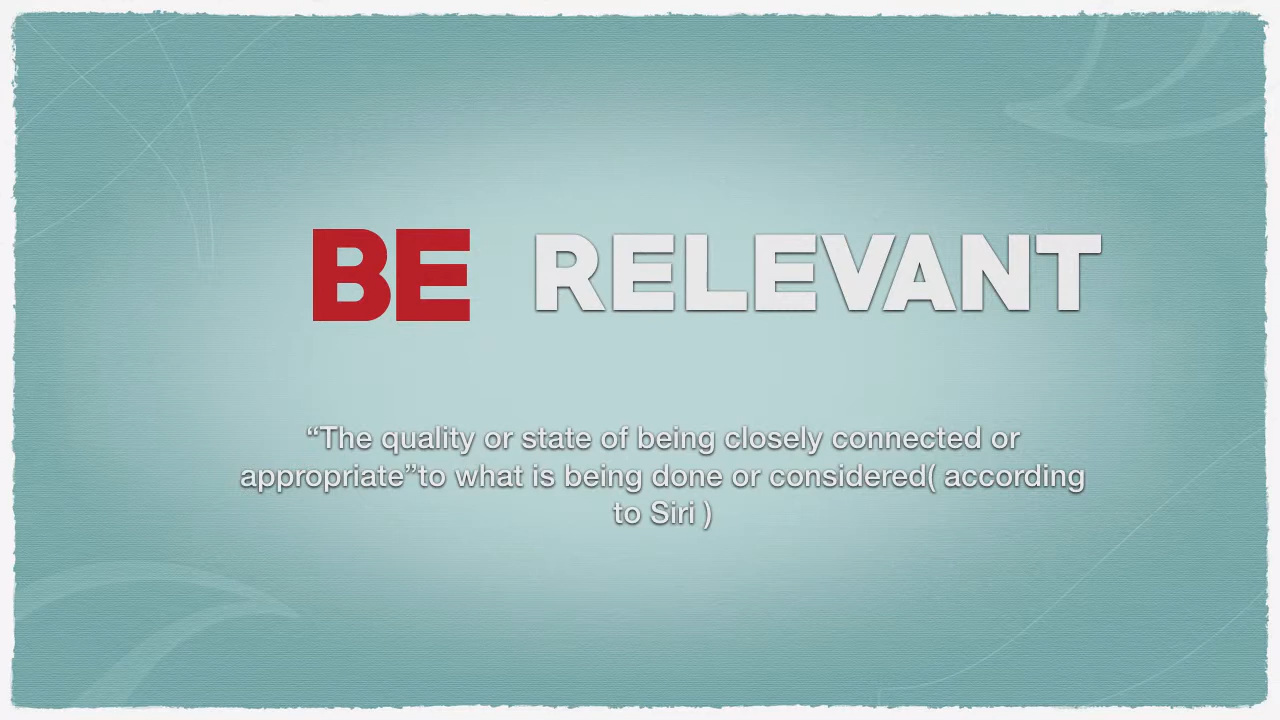 BE RELEVANT
“The quality or state of being closely connected or
appropriate”to what is being done or considered( according
to Siri )